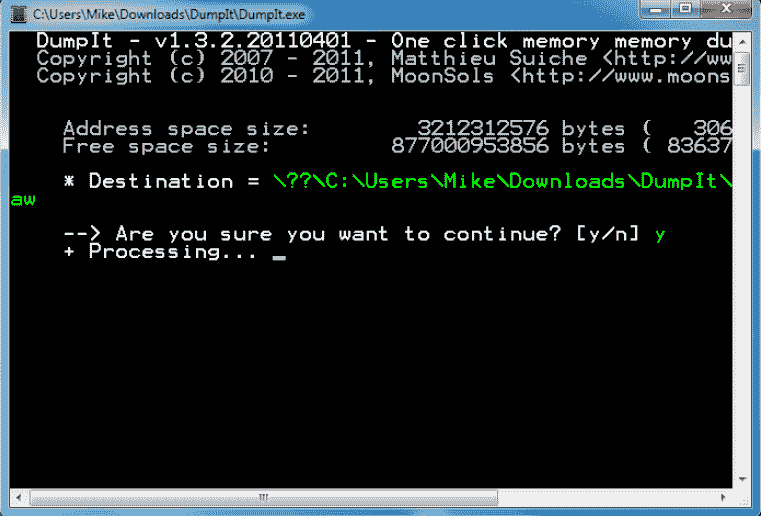 C:\Users\Mike\Downloads\DumpIt\DumpIt.exe
DumpIt - v1.3.2.20110401 - One click memory memory du
Copyright (c) 2007 - 2011, Matthieu Suiche <http://ww
Copyright (c) 2010 - 2011, MoonSols <http://www.moons
Address space size: 3212312576 bytes ( 306
Free space size: 877000953856 bytes ( 83637
* Destination = \??\C:\Users\Mike\Downloads\DumpIt\
aw
--> Are you sure you want to continue? [y/n] y
+ Processing... _